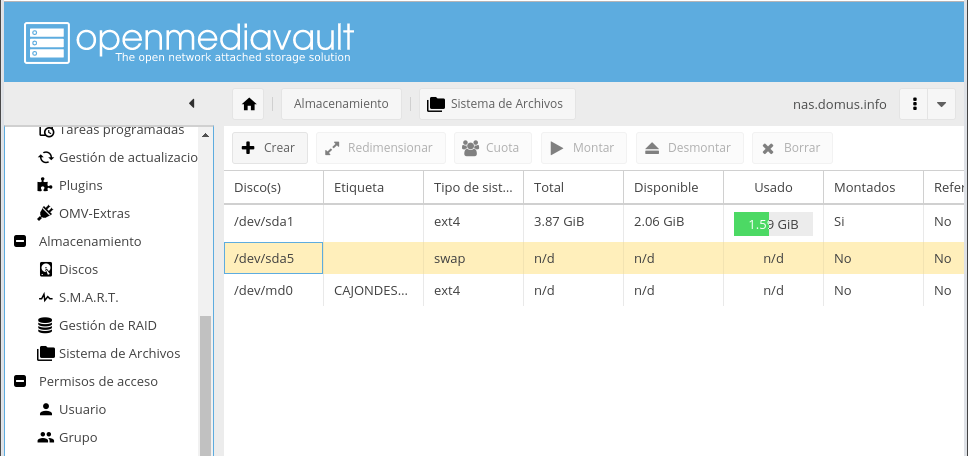 openmediavault
The open network attached storage solution
Almacenamiento
Sistema de Archivos
nas.domus.info
Tareas programadas
Gestión de actualizacio
Plugins
OMV-Extras
Almacenamiento
Discos
S.M.A.R.T.
Gestión de RAID
Sistema de Archivos
Permisos de acceso
Usuario
Grupo
Crear Redimensionar Cuota Montar Desmontar Borrar
Disco(s) Etiqueta Tipo de sist... Total Disponible Usado Montados Refer
/dev/sda1 ext4 3.87 GiB 2.06 GiB 1.59 GiB Si No
/dev/sda5 swap n/d n/d n/d No No
/dev/md0 CAJONDES... ext4 n/d n/d n/d No No